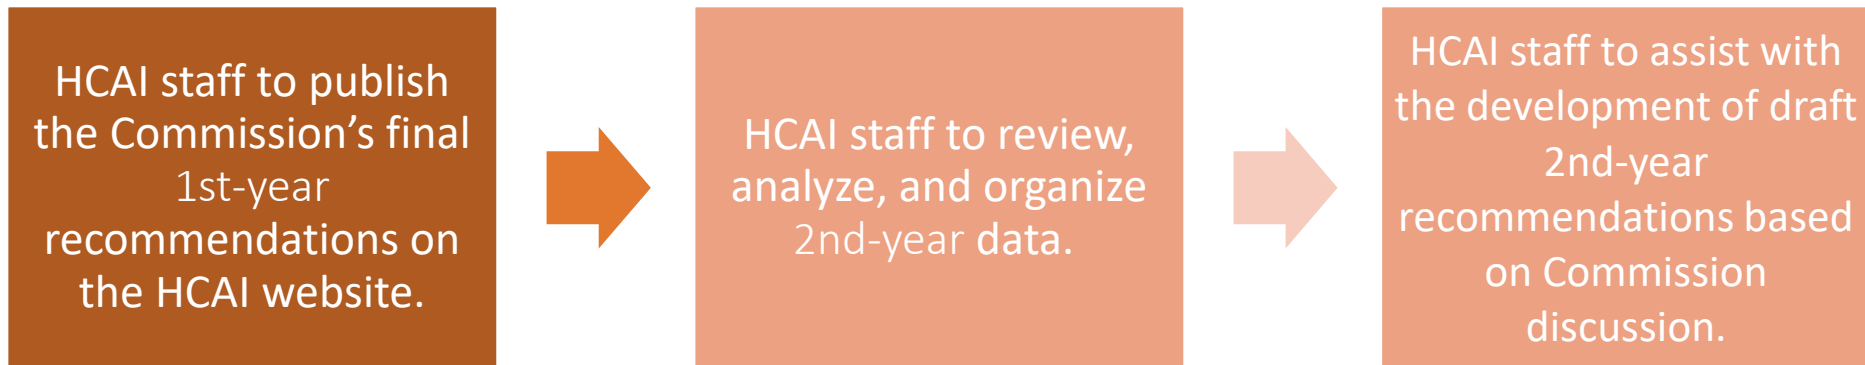 HCAI staff to publish
the Commission’s final
1st-year
recommendations on
the HCAI website.
HCAI staff to review,
analyze, and organize
2nd-year data.
HCAI staff to assist with
the development of draft
2nd-year
recommendations based
on Commission
discussion.